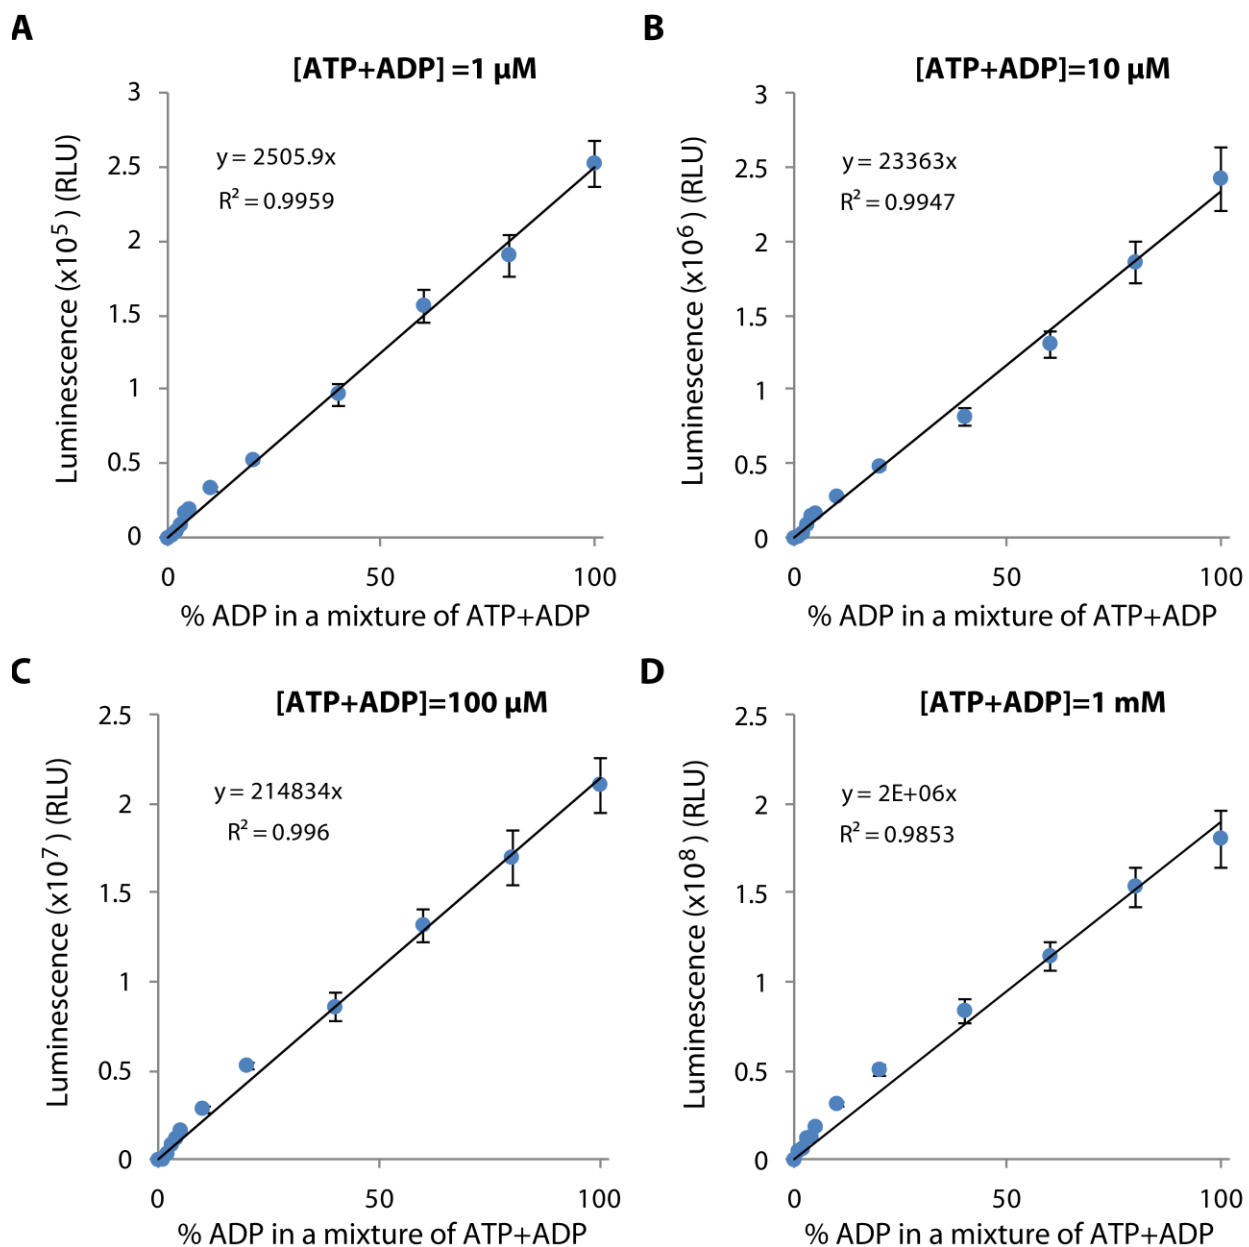 A
[ATP+ADP] =1 µM
3
2.5
2
1.5
1
0.5
0
y = 2505.9x
R² = 0.9959
Luminescence (x10⁵) (RLU)
0 50 100
% ADP in a mixture of ATP+ADP
B
[ATP+ADP]=10 µM
3
2.5
2
1.5
1
0.5
0
y = 23363x
R² = 0.9947
Luminescence (x10⁶) (RLU)
0 50 100
% ADP in a mixture of ATP+ADP
C
[ATP+ADP]=100 µM
2.5
2
1.5
1
0.5
0
y = 214834x
R² = 0.996
Luminescence (x10⁷) (RLU)
0 50 100
% ADP in a mixture of ATP+ADP
D
[ATP+ADP]=1 mM
2.5
2
1.5
1
0.5
0
y = 2E+06x
R² = 0.9853
Luminescence (x10⁸) (RLU)
0 50 100
% ADP in a mixture of ATP+ADP